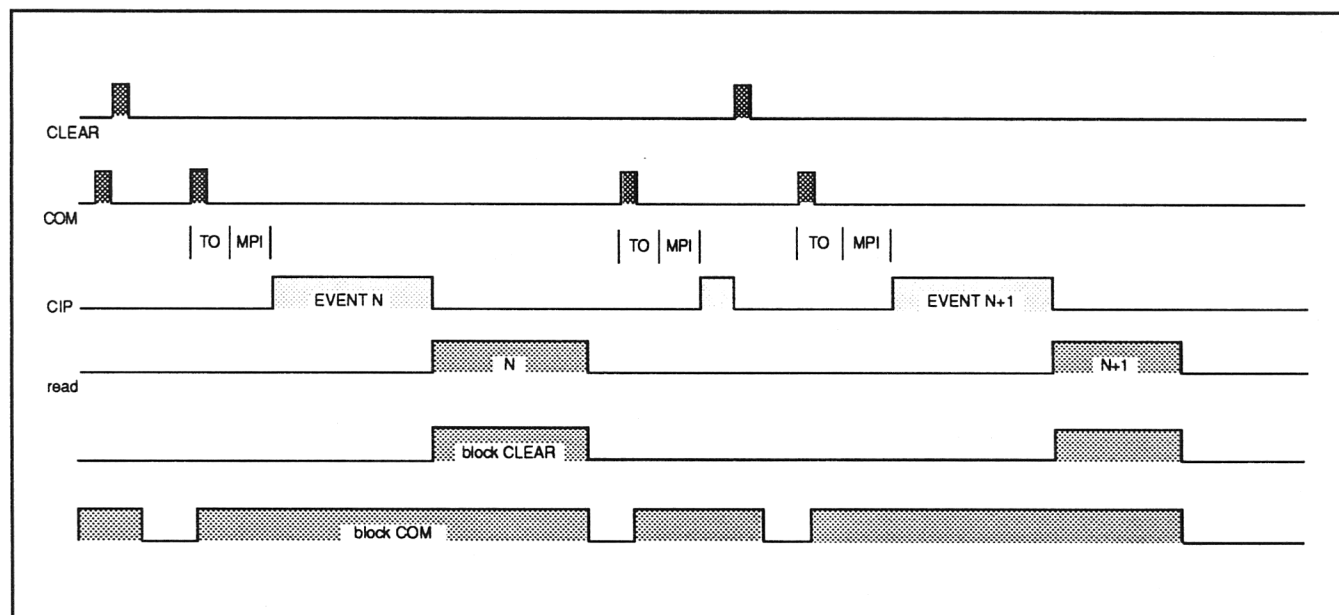 CLEAR
COM
TO MPI TO MPI TO MPI
CIP EVENT N EVENT N+1
read N N+1
block CLEAR
block COM